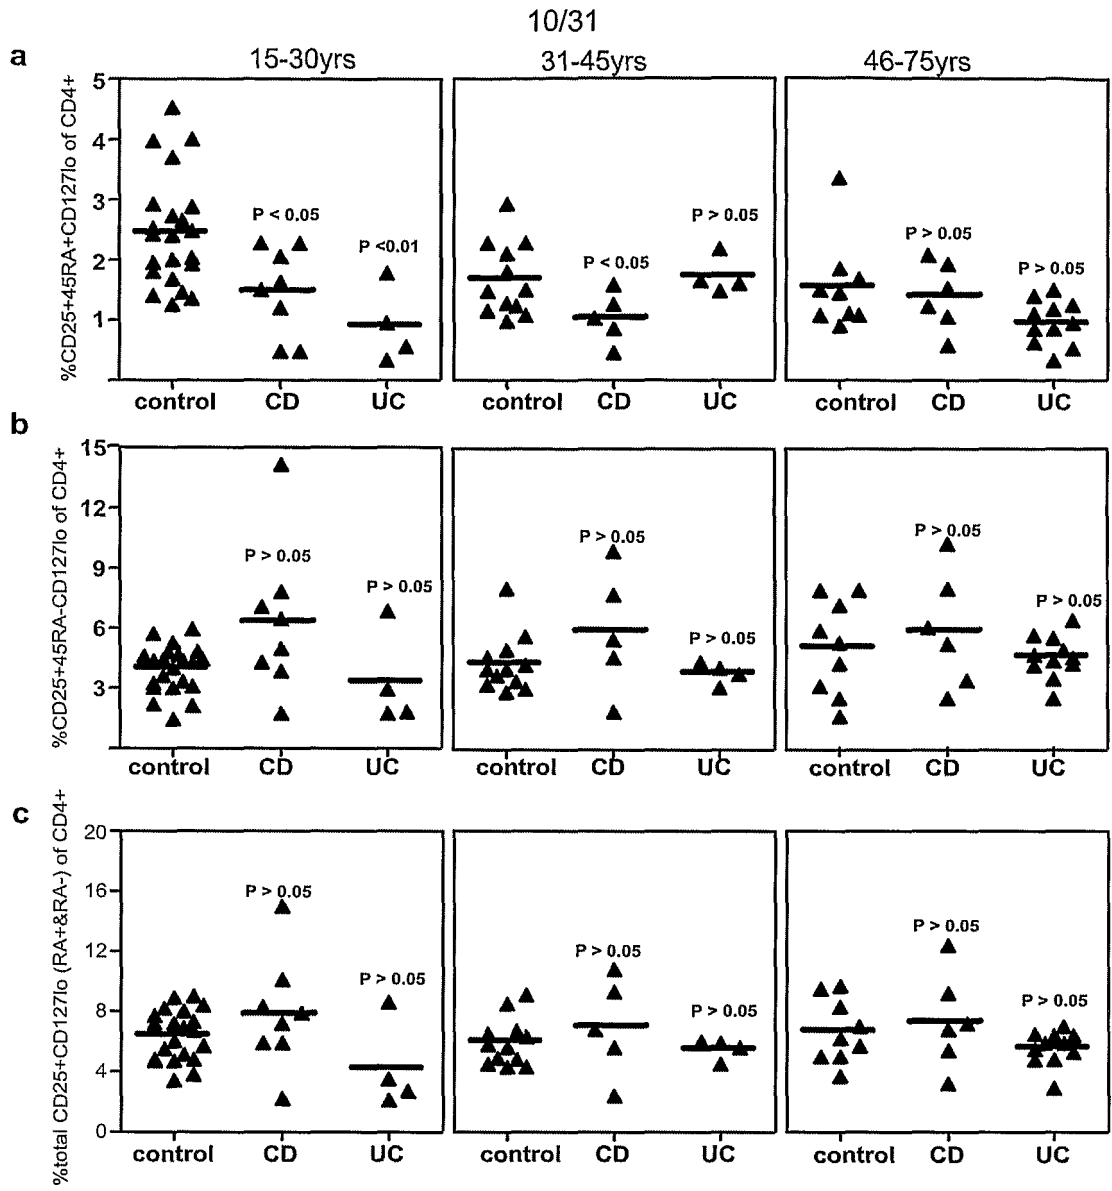 10/31
15-30yrs 31-45yrs 46-75yrs
a
%CD25+45RA+CD127lo of CD4+
5
4
3
2
1
P < 0.05
P <0.01
P < 0.05
P > 0.05
P > 0.05
P > 0.05
control CD UC control CD UC control CD UC
b
%CD25+45RA-CD127lo of CD4+
15
12
9
6
3
P > 0.05
P > 0.05
P > 0.05
P > 0.05
P > 0.05
P > 0.05
control CD UC control CD UC control CD UC
c
%total CD25+CD127lo (RA+&RA-) of CD4+
20
16
12
8
4
0
P > 0.05
P > 0.05
P > 0.05
P > 0.05
P > 0.05
P > 0.05
control CD UC control CD UC control CD UC